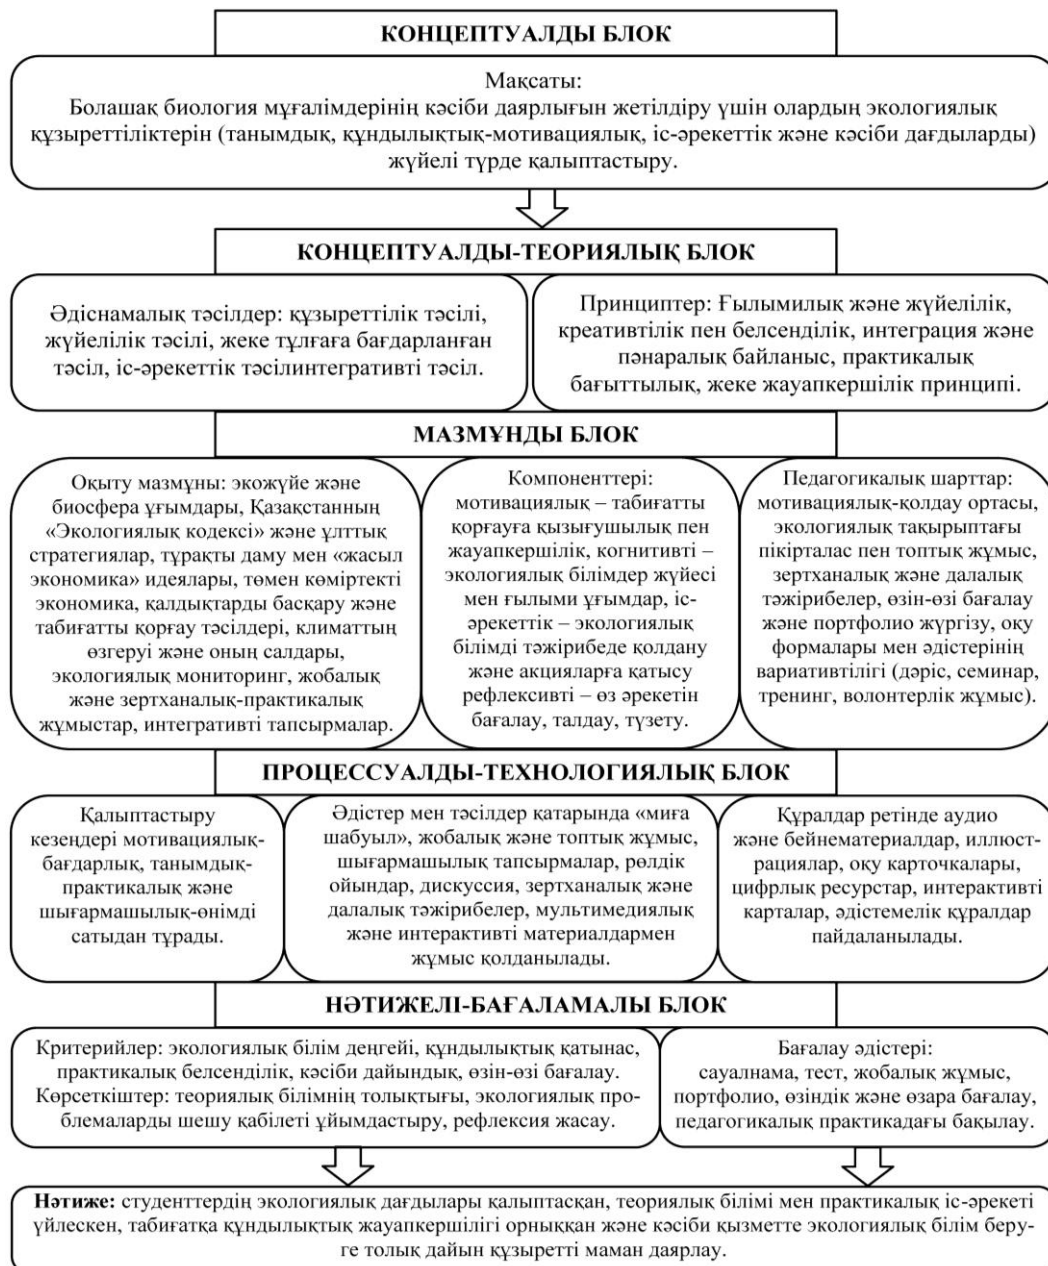 КОНЦЕПТУАЛДЫ БЛОК
Мақсаты:
Болашақ биология мұғалімдерінің кәсіби даярлығын жетілдіру үшін олардың экологиялық
құзыреттіліктерін (танымдық, құндылықтық-мотивациялық, іс-әрекеттік және кәсіби дағдыларды)
жүйелі түрде қалыптастыру.
КОНЦЕПТУАЛДЫ-ТЕОРИЯЛЫҚ БЛОК
Әдіснамалық тәсілдер: құзыреттілік тәсілі,
жүйелілік тәсілі, жеке тұлғаға бағдарланған
тәсіл, іс-әрекеттік тәсілинтегративті тәсіл.
Принциптер: Ғылымилық және жүйелілік,
креативтілік пен белсенділік, интеграция және
пәнаралық байланыс, практикалық
бағыттылық, жеке жауапкершілік принципі.
МАЗМҰНДЫ БЛОК
Оқыту мазмұны: экожүйе және
биосфера ұғымдары, Қазақстанның
«Экологиялық кодексі» және ұлттық
стратегиялар, тұрақты даму мен «жасыл
экономика» идеялары, төмен көміртекті
экономика, қалдықтарды басқару және
табиғатты қорғау тәсілдері, климаттың
өзгеруі және оның салдары,
экологиялық мониторинг, жобалық
және зертханалық-практикалық
жұмыстар, интегративті тапсырмалар.
Компоненттері:
мотивациялық – табиғатты
қорғауға қызығушылық пен
жауапкершілік, когнитивті –
экологиялық білімдер жүйесі
мен ғылыми ұғымдар, іс-
әрекеттік – экологиялық
білімді тәжірибеде қолдану
және акцияларға қатысу
рефлексивті – өз әрекетін
бағалау, талдау, түзету.
Педагогикалық шарттар:
мотивациялық-қолдау ортасы,
экологиялық тақырыптағы
пікірталас пен топтық жұмыс,
зертханалық және далалық
тәжірибелер, өзін-өзі бағалау
және портфолио жүргізу, оқу
формалары мен әдістерінің
вариативтілігі (дәріс, семинар,
тренинг, волонтерлік жұмыс).
ПРОЦЕССУАЛДЫ-ТЕХНОЛОГИЯЛЫҚ БЛОК
Қалыптастыру
кезеңдері мотивациялық-
бағдарлық, танымдық-
практикалық және
шығармашылық-өнімді
сатыдан тұрады.
Әдістер мен тәсілдер қатарында «миға
шабуыл», жобалық және топтық жұмыс,
шығармашылық тапсырмалар, рөлдік
ойындар, дискуссия, зертханалық және
далалық тәжірибелер, мультимедиялық
және интерактивті материалдармен
жұмыс қолданылады.
Құралдар ретінде аудио
және бейнематериалдар, иллюст-
рациялар, оқу карточкалары,
цифрлық ресурстар, интерактивті
карталар, әдістемелік құралдар
пайдаланылады.
НӘТИЖЕЛІ-БАҒАЛАМАЛЫ БЛОК
Критерийлер: экологиялық білім деңгейі, құндылықтық қатынас,
практикалық белсенділік, кәсіби дайындық, өзін-өзі бағалау.
Көрсеткіштер: теориялық білімнің толықтығы, экологиялық про-
блемаларды шешу қабілеті ұйымдастыру, рефлексия жасау.
Бағалау әдістері:
сауалнама, тест, жобалық жұмыс,
портфолио, өзіндік және өзара бағалау,
педагогикалық практикадағы бақылау.
Нәтиже: студенттердің экологиялық дағдылары қалыптасқан, теориялық білімі мен практикалық іс-әрекеті
үйлескен, табиғатқа құндылықтық жауапкершілігі орныққан және кәсіби қызметте экологиялық білім беру-
ге толық дайын құзыретті маман даярлау.